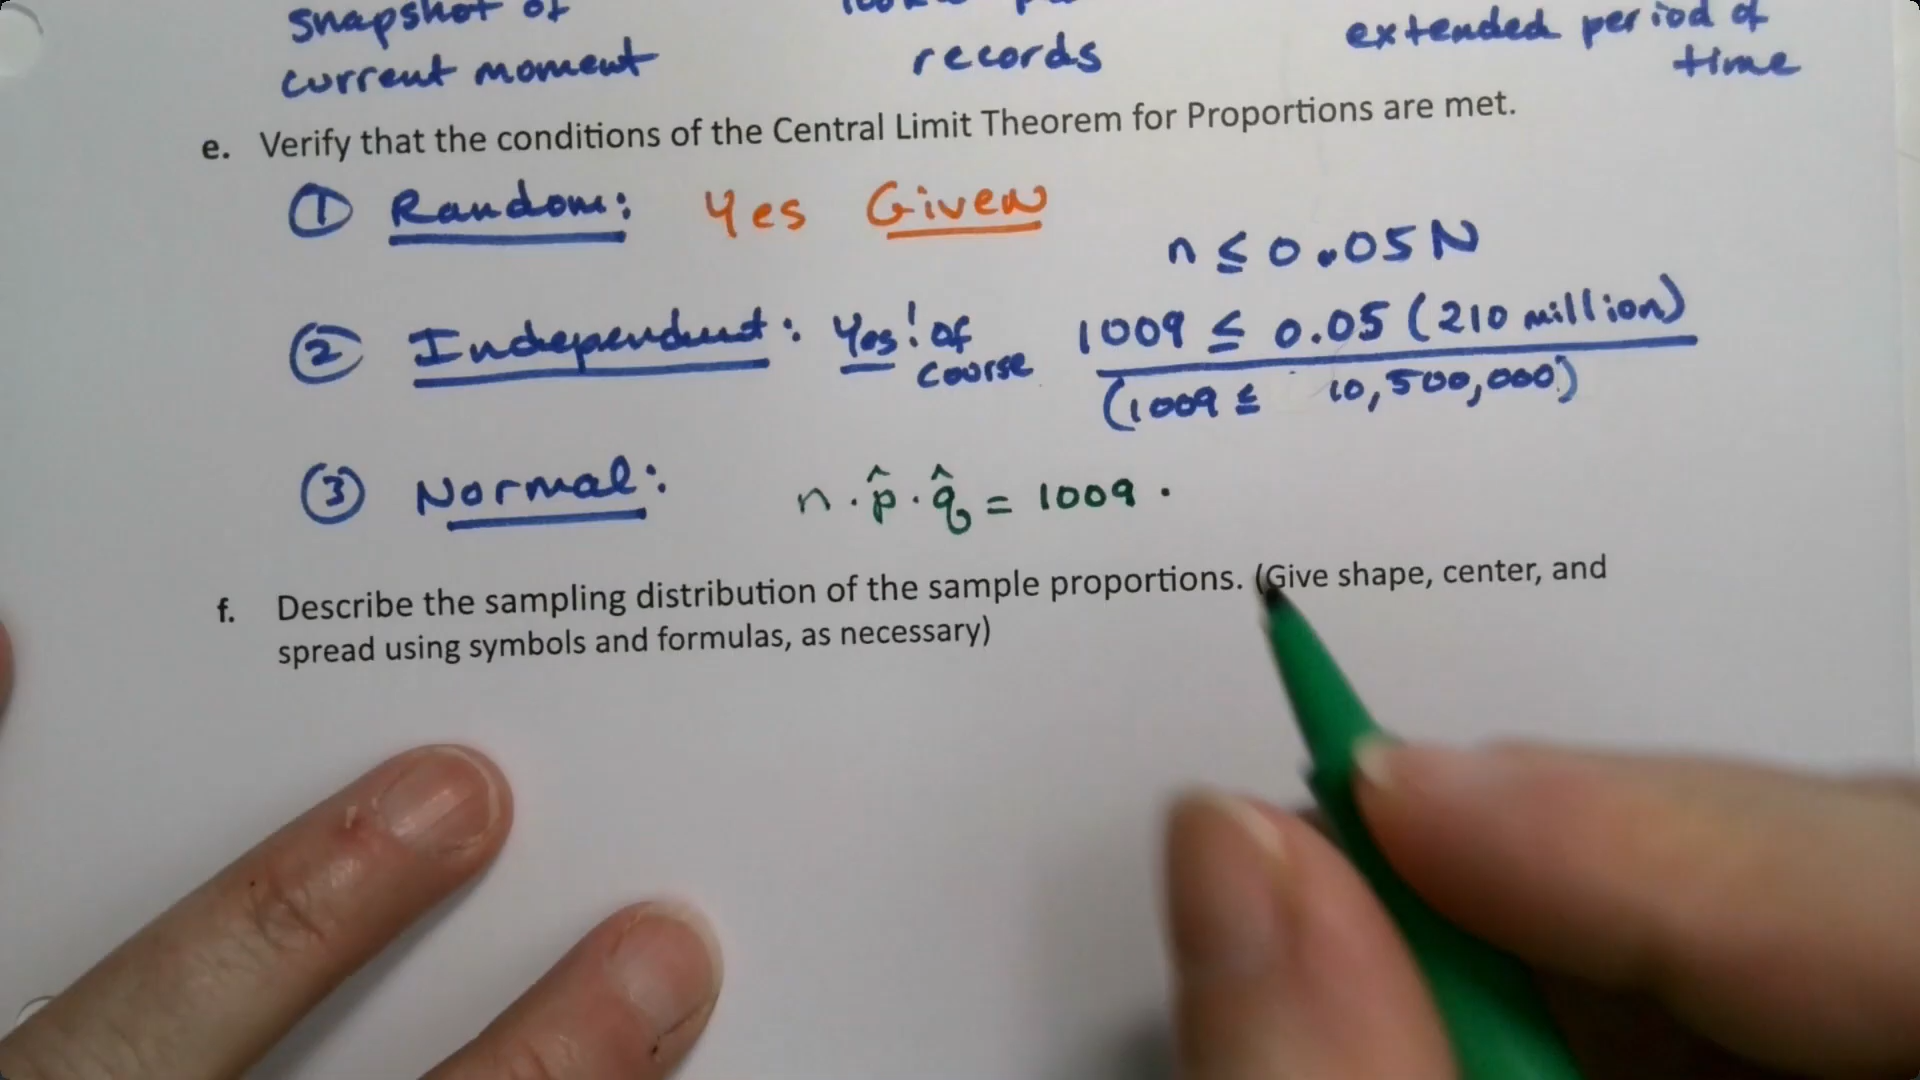 snapshot of
current moment
records
extended period of
time
e. Verify that the conditions of the Central Limit Theorem for Proportions are met.
① Random: Yes Given
n ≤ 0.05N
② Independent: Yes! of course
1009 ≤ 0.05 (210 million)
(1009 ≤ 10,500,000)
③ Normal: n · p̂ · q̂ = 1009 ·
f. Describe the sampling distribution of the sample proportions. (Give shape, center, and
spread using symbols and formulas, as necessary)